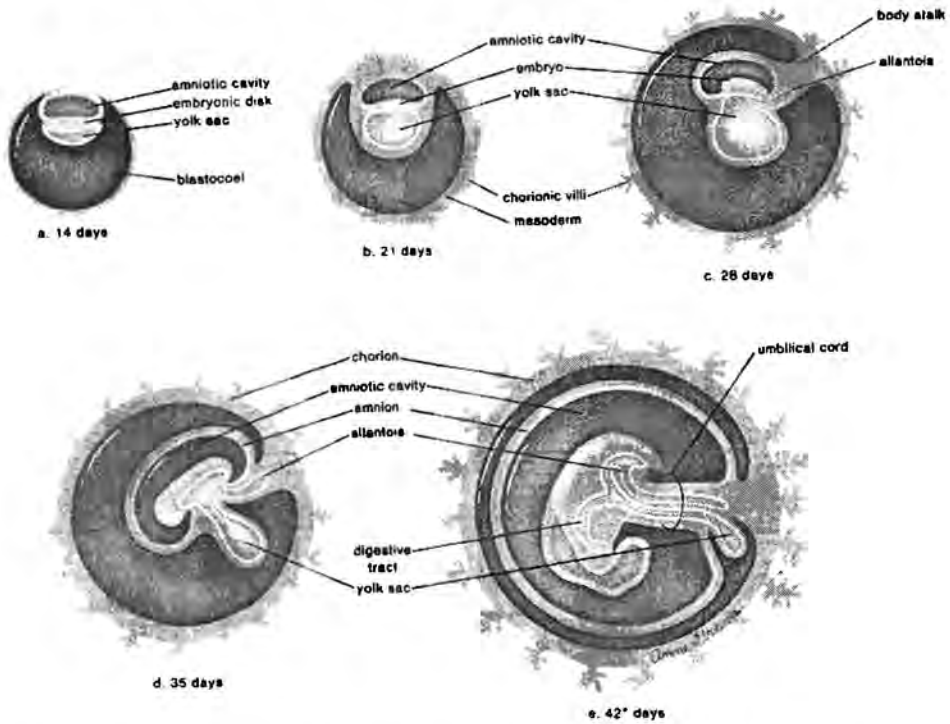 amniotic cavity
embryonic disk
yolk sac
blastocoel
a. 14 days
amniotic cavity
embryo
yolk sac
chorionic villi
mesoderm
b. 21 days
body stalk
allantois
c. 28 days
chorion
amniotic cavity
amnion
allantois
digestive
tract
yolk sac
d. 35 days
umbilical cord
e. 42+ days